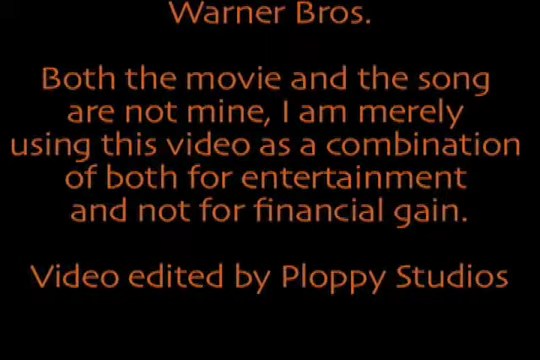 Warner Bros.
Both the movie and the song
are not mine, I am merely
using this video as a combination
of both for entertainment
and not for financial gain.
Video edited by Ploppy Studios